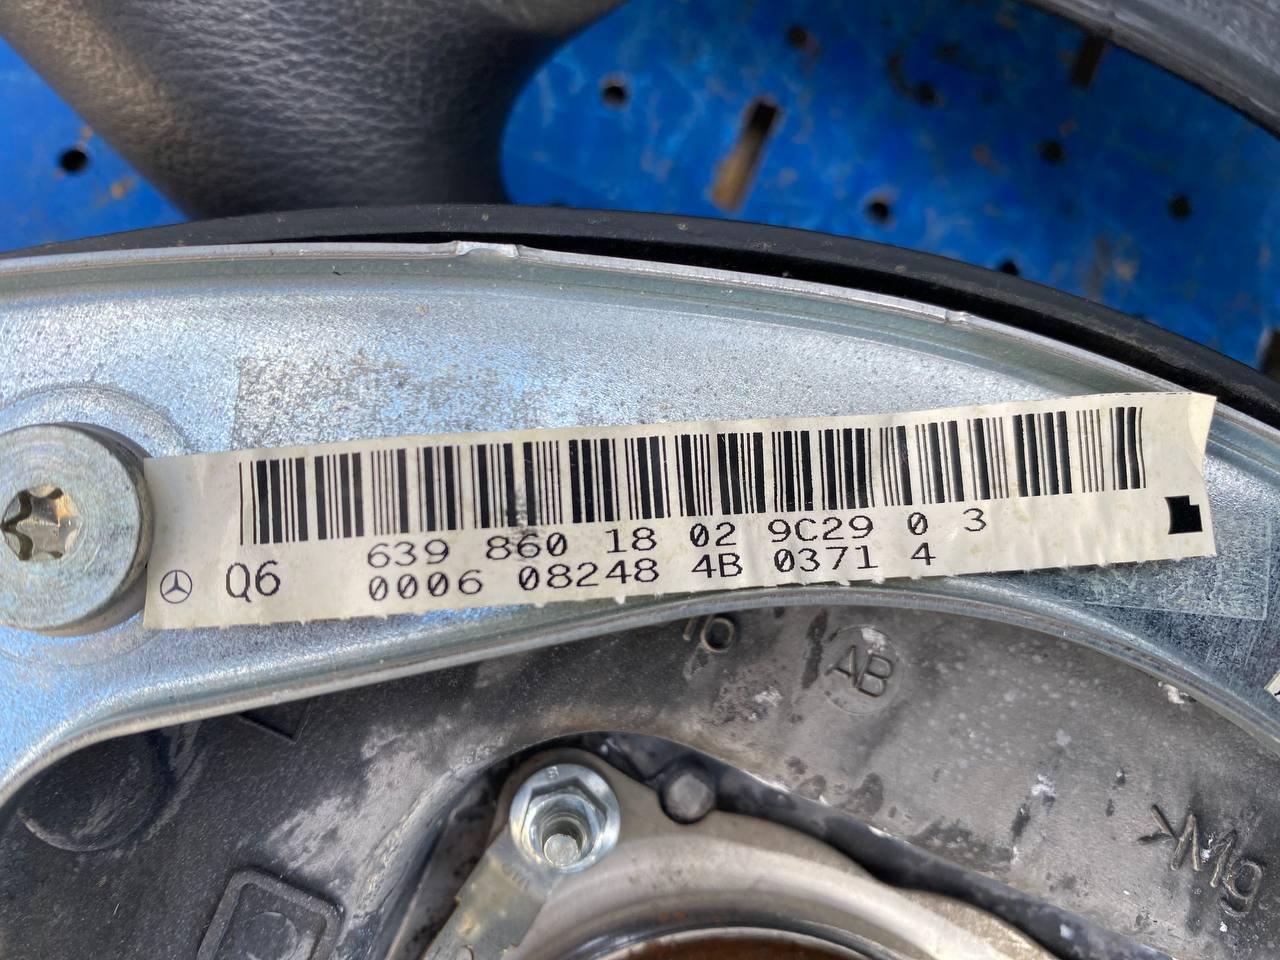 Q6 639 860 18 02 9C29 0 3
0006 08248 4B 0371 4
AB
>Mg